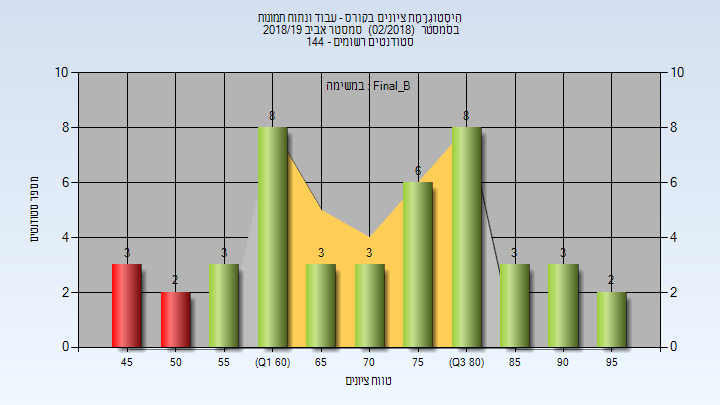 היסטוגרמת ציונים בקורס - עבוד ונתוח תמונות
בסמסטר (02/2018) סמסטר אביב 2018/19
סטודנטים רשומים - 144
במשימה : Final_B
10 10
8 8
6 6
4 4
2 2
0 0
מספר סטודנטים
3 2 3 8 3 3 6 8 3 3 2
45 50 55 (Q1 60) 65 70 75 (Q3 80) 85 90 95
טווח ציונים